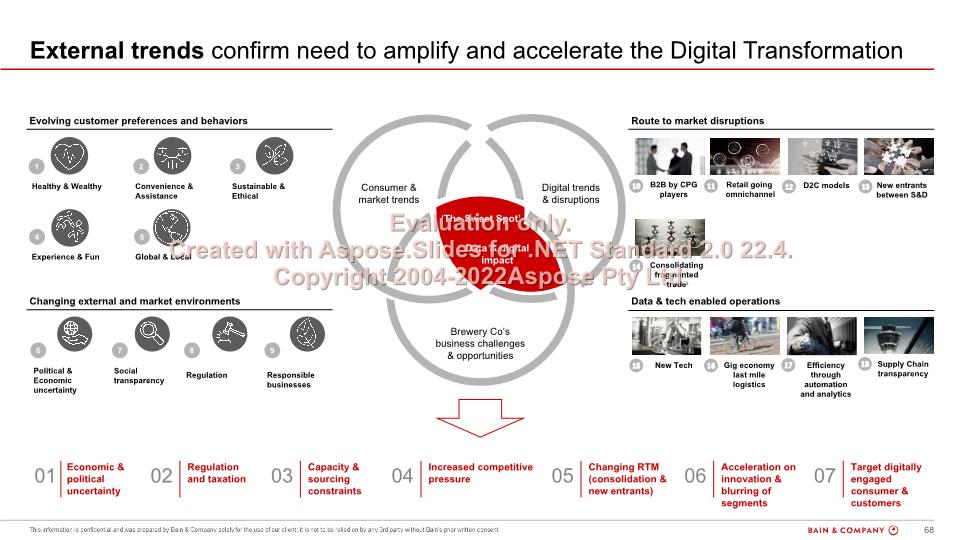 External trends confirm need to amplify and accelerate the Digital Transformation
Evolving customer preferences and behaviors
1
2
3
Healthy & Wealthy
Convenience &
Assistance
Sustainable &
Ethical
4
5
Experience & Fun
Global & Local
Changing external and market environments
6
7
8
9
Political &
Economic
uncertainty
Social
transparency
Regulation
Responsible
businesses
Consumer &
market trends
Digital trends
& disruptions
'The Sweet Spot'
Data & digital
impact
Brewery Co's
business challenges
& opportunities
Evaluation only.
Created with Aspose.Slides for .NET Standard 2.0 22.4.
Copyright 2004-2022Aspose Pty Ltd.
Route to market disruptions
10
B2B by CPG
players
11
Retail going
omnichannel
12
D2C models
13
New entrants
between S&D
14
Consolidating
fragmented
trade
Data & tech enabled operations
15
New Tech
16
Gig economy
last mile
logistics
17
Efficiency
through
automation
and analytics
18
Supply Chain
transparency
01
Economic &
political
uncertainty
02
Regulation
and taxation
03
Capacity &
sourcing
constraints
04
Increased competitive
pressure
05
Changing RTM
(consolidation &
new entrants)
06
Acceleration on
innovation &
blurring of
segments
07
Target digitally
engaged
consumer &
customers
This information is confidential and was prepared by Bain & Company solely for the use of our client; it is not to be relied on by any 3rd party without Bain's prior written consent
BAIN & COMPANY
68